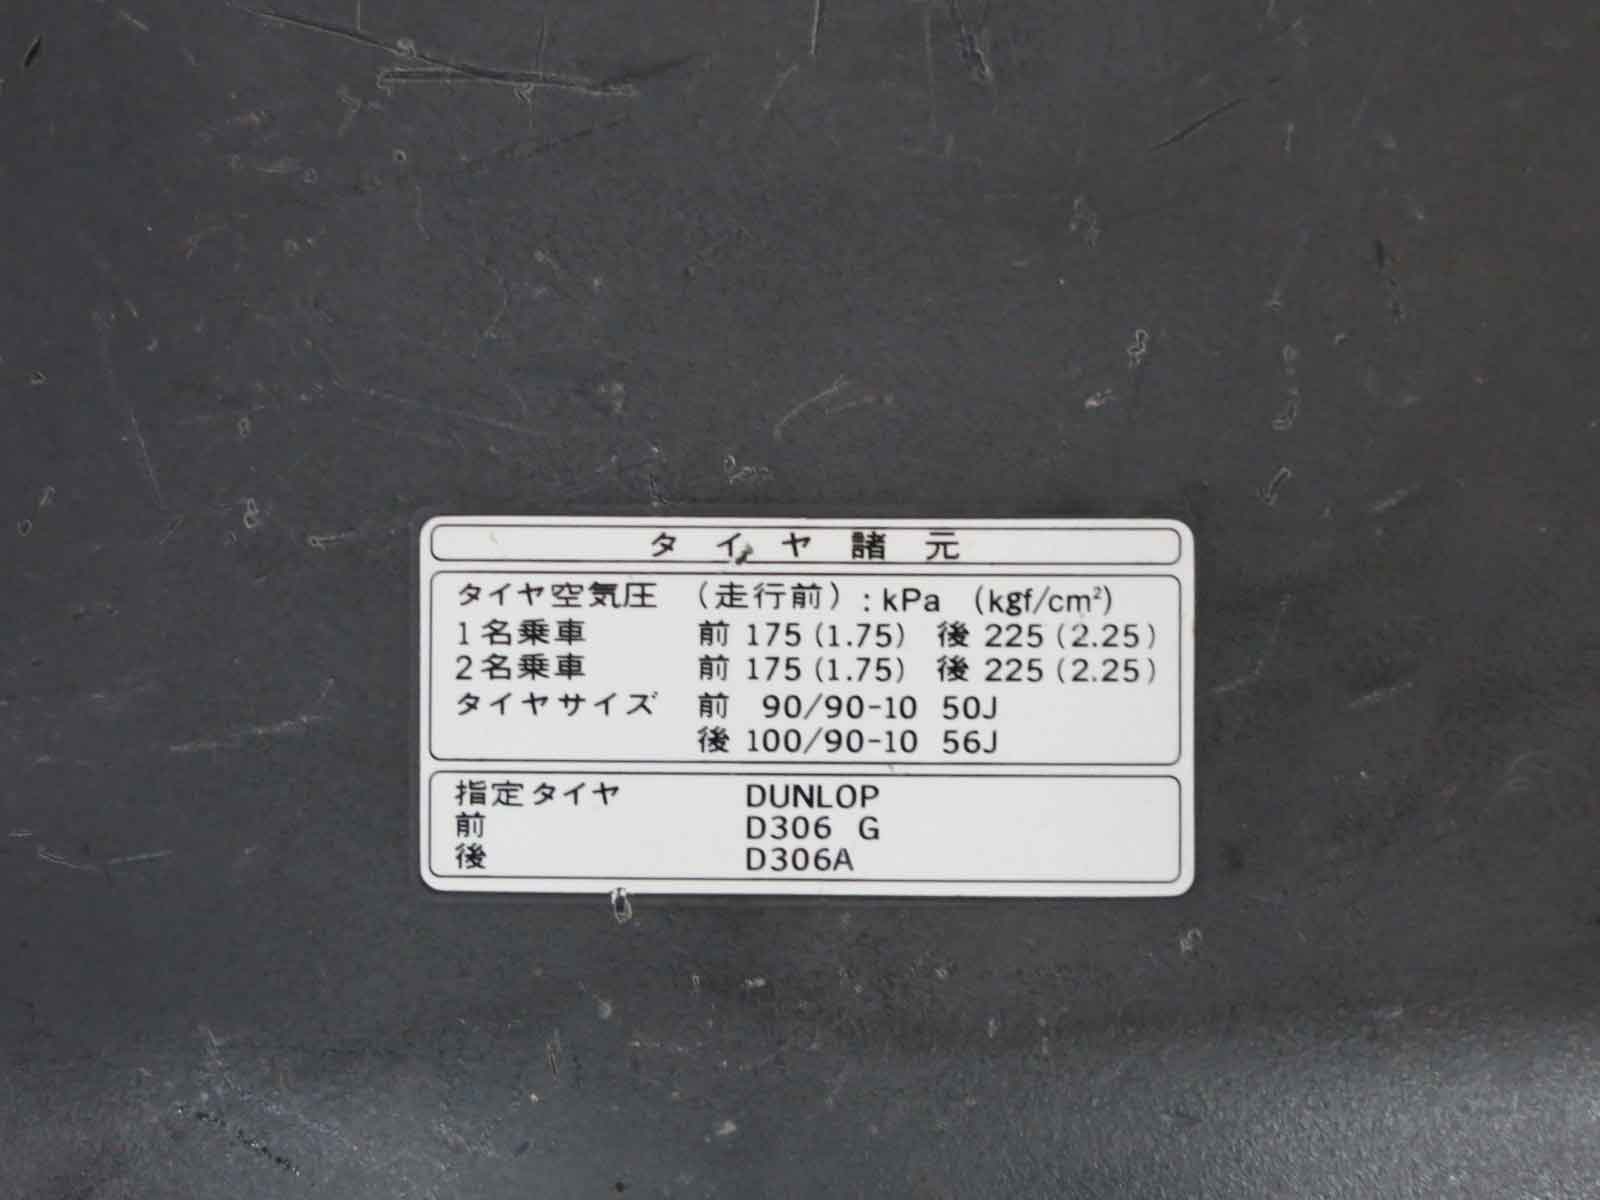 タイヤ諸元
タイヤ空気圧 （走行前）: kPa (kgf/cm²)
1名乗車 前 175 (1.75) 後 225 (2.25)
2名乗車 前 175 (1.75) 後 225 (2.25)
タイヤサイズ 前 90/90-10 50J
後 100/90-10 56J
指定タイヤ DUNLOP
前 D306 G
後 D306A